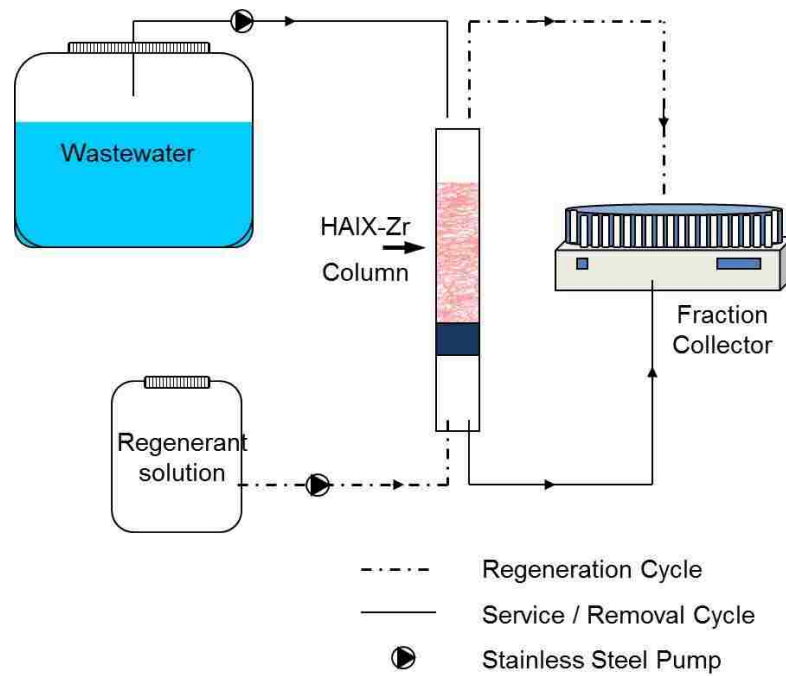 Wastewater
HAIX-Zr
Column
Fraction
Collector
Regenerant
solution
Regeneration Cycle
Service / Removal Cycle
Stainless Steel Pump